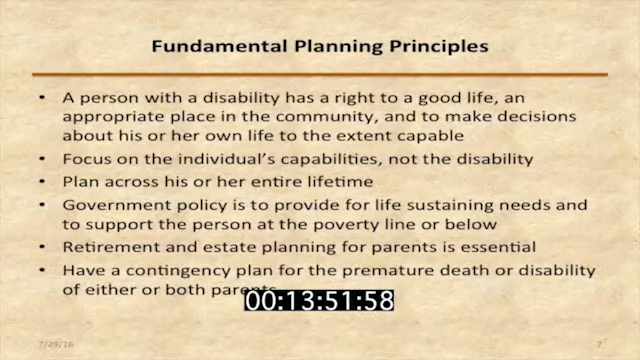 Fundamental Planning Principles
• A person with a disability has a right to a good life, an
appropriate place in the community, and to make decisions
about his or her own life to the extent capable
• Focus on the individual's capabilities, not the disability
• Plan across his or her entire lifetime
• Government policy is to provide for life sustaining needs and
to support the person at the poverty line or below
• Retirement and estate planning for parents is essential
• Have a contingency plan for the premature death or disability
of either or both parents
00:13:51:58
7/29/16
7